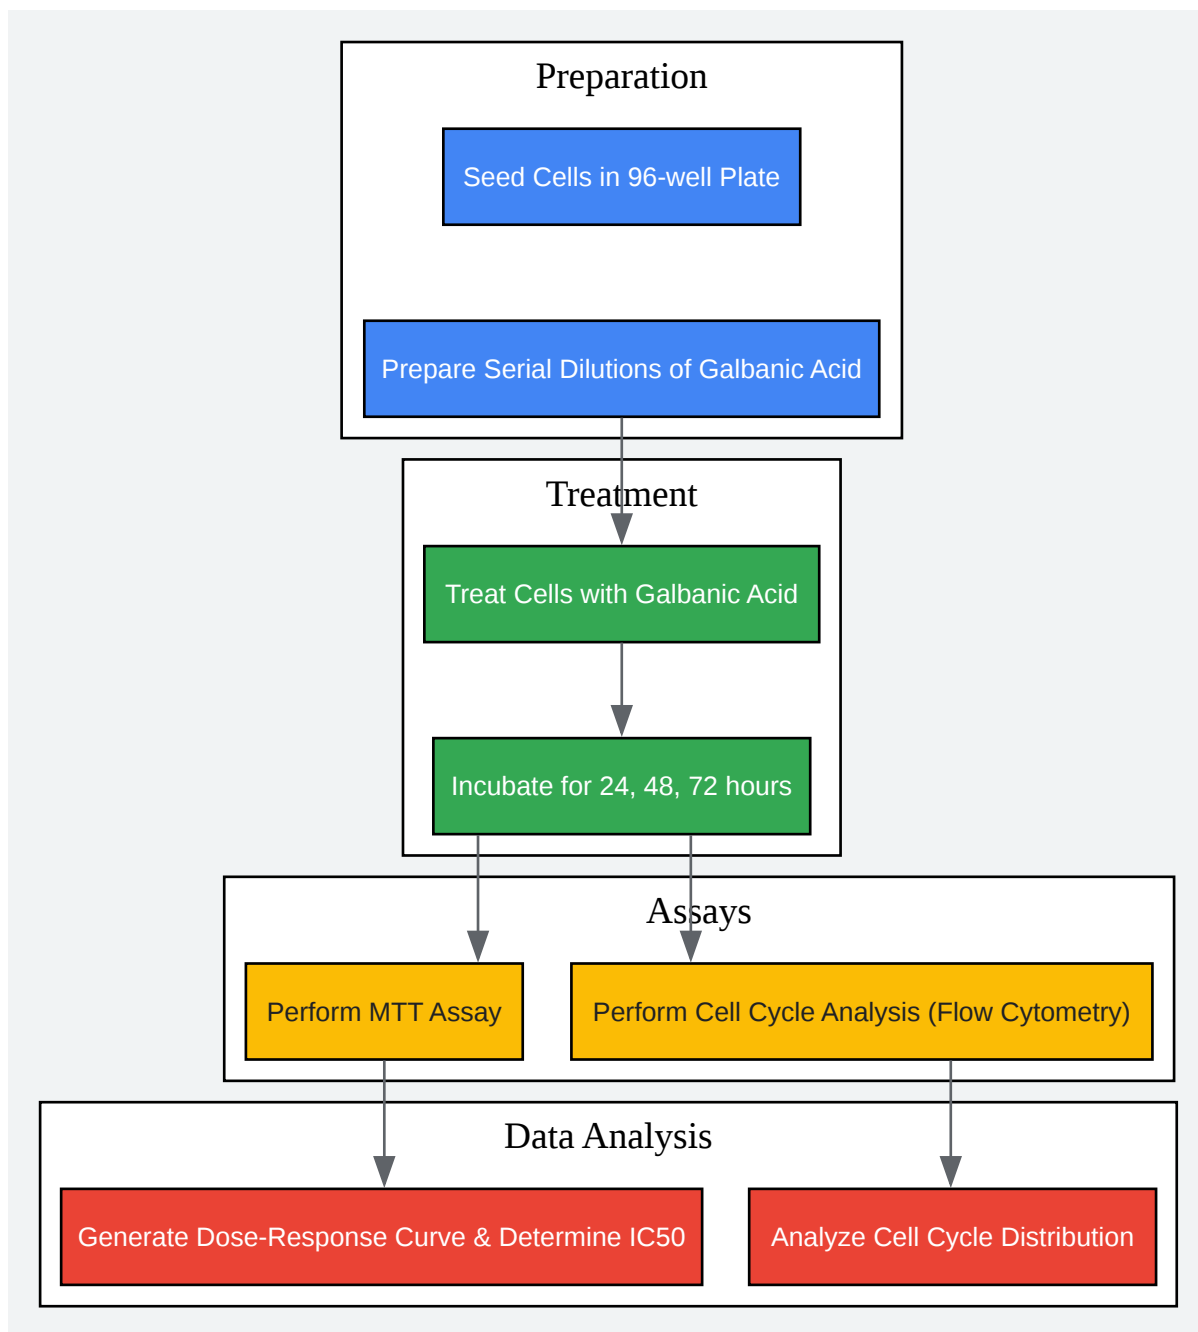 Preparation
Seed Cells in 96-well Plate
Prepare Serial Dilutions of Galbanic Acid
Treatment
Treat Cells with Galbanic Acid
Incubate for 24, 48, 72 hours
Assays
Perform MTT Assay
Perform Cell Cycle Analysis (Flow Cytometry)
Data Analysis
Generate Dose-Response Curve & Determine IC50
Analyze Cell Cycle Distribution